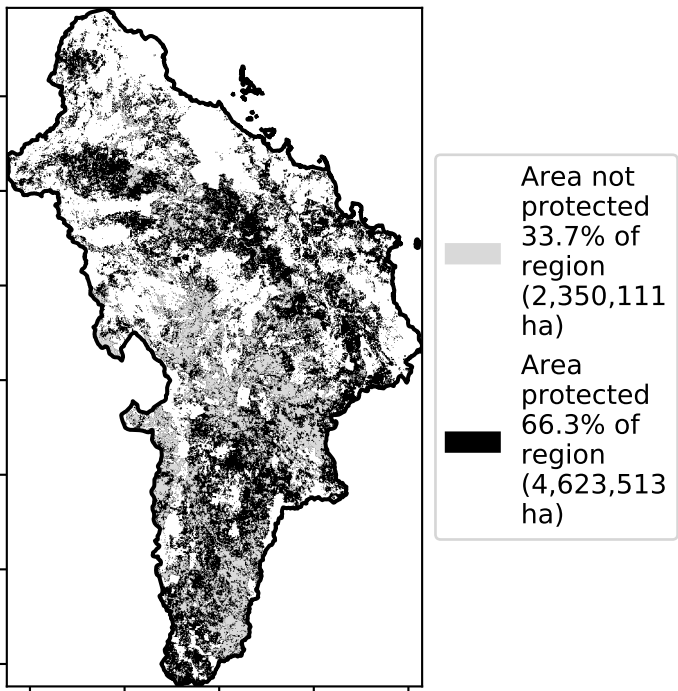 Area not
protected
33.7% of
region
(2,350,111
ha)
Area
protected
66.3% of
region
(4,623,513
ha)